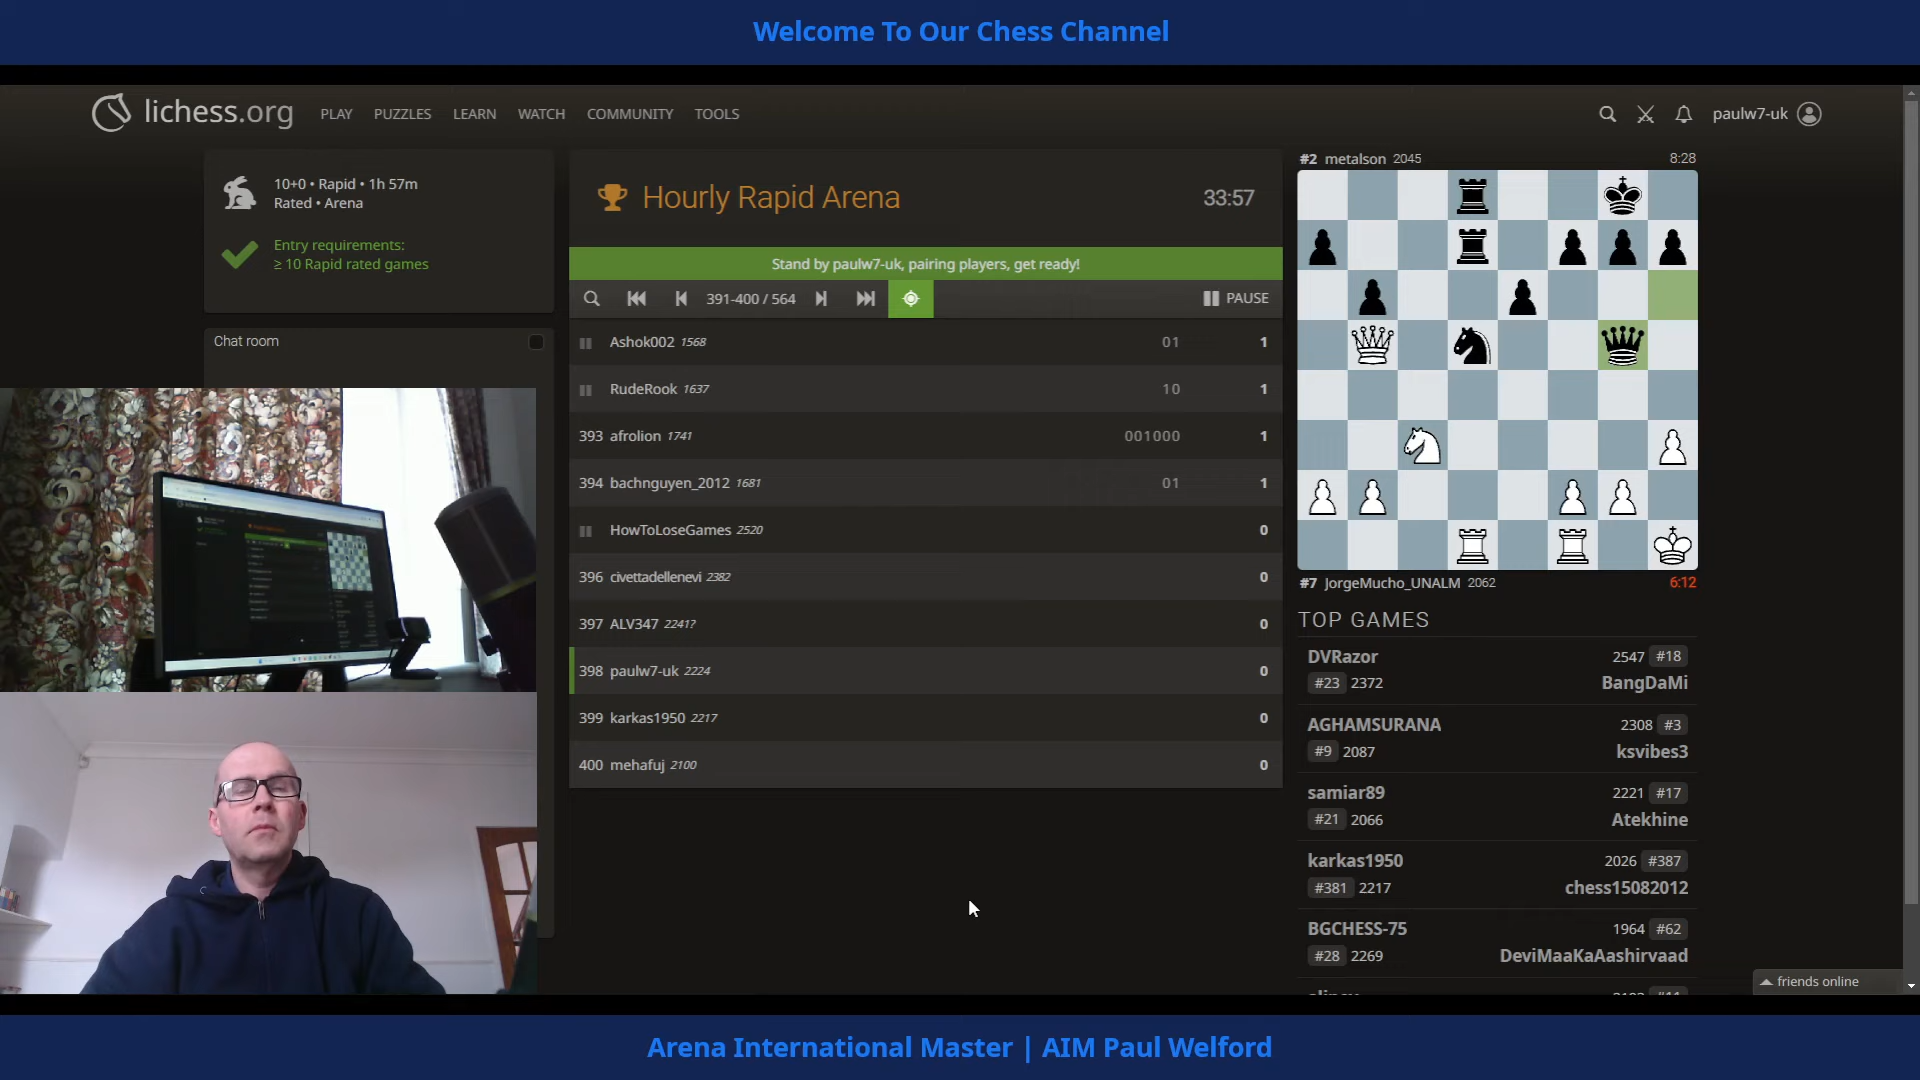 Welcome To Our Chess Channel
lichess.org PLAY PUZZLES LEARN WATCH COMMUNITY TOOLS paulw7-uk
10+0 • Rapid • 1h 57m
Rated • Arena
Entry requirements:
≥ 10 Rapid rated games
Chat room
Hourly Rapid Arena 33:57
Stand by paulw7-uk, pairing players, get ready!
391-400 / 564 PAUSE
Ashok002 1568 01 1
RudeRook 1637 10 1
393 afrolion 1741 001000 1
394 bachnguyen_2012 1681 01 1
HowToLoseGames 2520 0
396 civettadellenevi 2382 0
397 ALV347 2241? 0
398 paulw7-uk 2224 0
399 karkas1950 2217 0
400 mehafuj 2100 0
#2 metalson 2045 8:28
#7 JorgeMucho_UNALM 2062 6:12
TOP GAMES
DVRazor 2547 #18
#23 2372 BangDaMi
AGHAMSURANA 2308 #3
#9 2087 ksvibes3
samiar89 2221 #17
#21 2066 Atekhine
karkas1950 2026 #387
#381 2217 chess15082012
BGCHESS-75 1964 #62
#28 2269 DeviMaaKaAashirvaad
friends online
Arena International Master | AIM Paul Welford